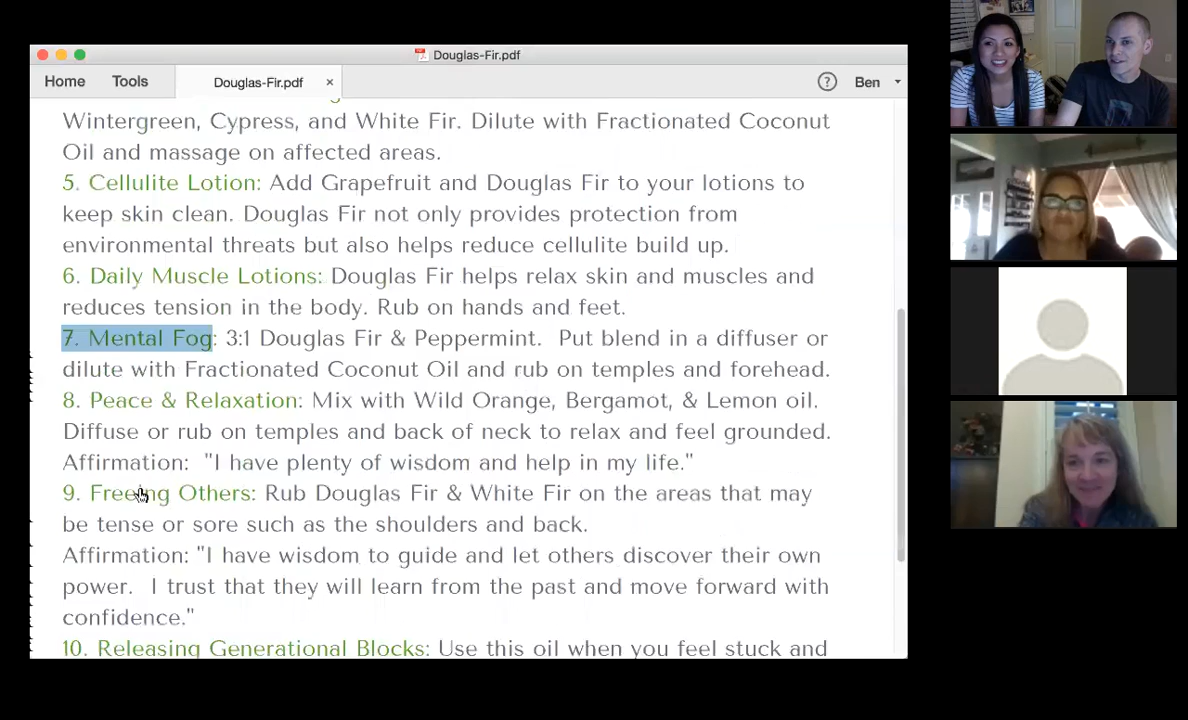 Douglas-Fir.pdf
Home
Tools
Douglas-Fir.pdf
×
?
Ben
Wintergreen, Cypress, and White Fir. Dilute with Fractionated Coconut
Oil and massage on affected areas.
5. Cellulite Lotion: Add Grapefruit and Douglas Fir to your lotions to
keep skin clean. Douglas Fir not only provides protection from
environmental threats but also helps reduce cellulite build up.
6. Daily Muscle Lotions: Douglas Fir helps relax skin and muscles and
reduces tension in the body. Rub on hands and feet.
7. Mental Fog: 3:1 Douglas Fir & Peppermint.  Put blend in a diffuser or
dilute with Fractionated Coconut Oil and rub on temples and forehead.
8. Peace & Relaxation: Mix with Wild Orange, Bergamot, & Lemon oil.
Diffuse or rub on temples and back of neck to relax and feel grounded.
Affirmation:  "I have plenty of wisdom and help in my life."
9. Freeing Others: Rub Douglas Fir & White Fir on the areas that may
be tense or sore such as the shoulders and back.
Affirmation: "I have wisdom to guide and let others discover their own
power.  I trust that they will learn from the past and move forward with
confidence."
10. Releasing Generational Blocks: Use this oil when you feel stuck and